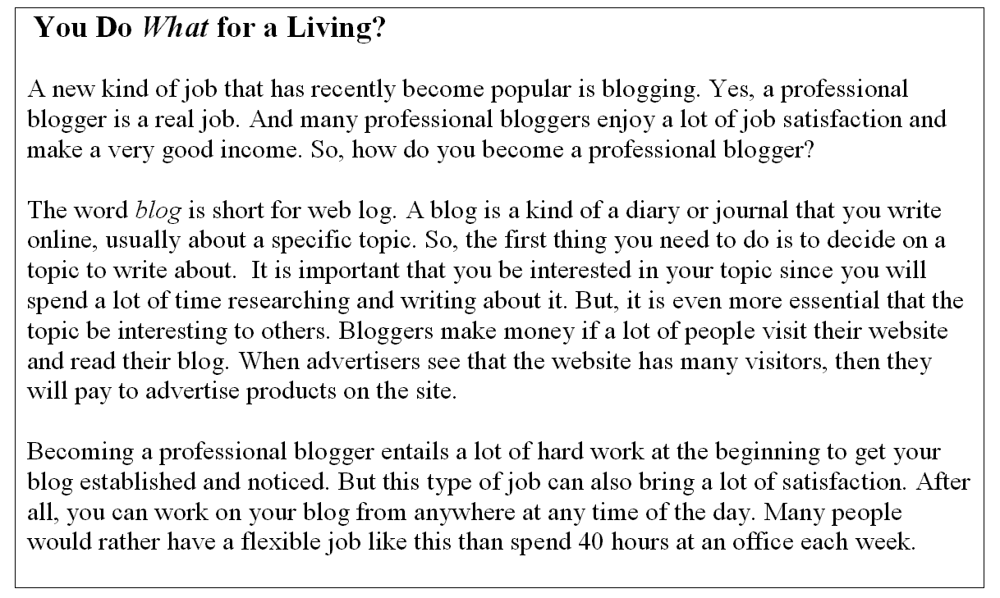 You Do What for a Living?
A new kind of job that has recently become popular is blogging. Yes, a professional
blogger is a real job. And many professional bloggers enjoy a lot of job satisfaction and
make a very good income. So, how do you become a professional blogger?
The word blog is short for web log. A blog is a kind of a diary or journal that you write
online, usually about a specific topic. So, the first thing you need to do is to decide on a
topic to write about.  It is important that you be interested in your topic since you will
spend a lot of time researching and writing about it. But, it is even more essential that the
topic be interesting to others. Bloggers make money if a lot of people visit their website
and read their blog. When advertisers see that the website has many visitors, then they
will pay to advertise products on the site.
Becoming a professional blogger entails a lot of hard work at the beginning to get your
blog established and noticed. But this type of job can also bring a lot of satisfaction. After
all, you can work on your blog from anywhere at any time of the day. Many people
would rather have a flexible job like this than spend 40 hours at an office each week.